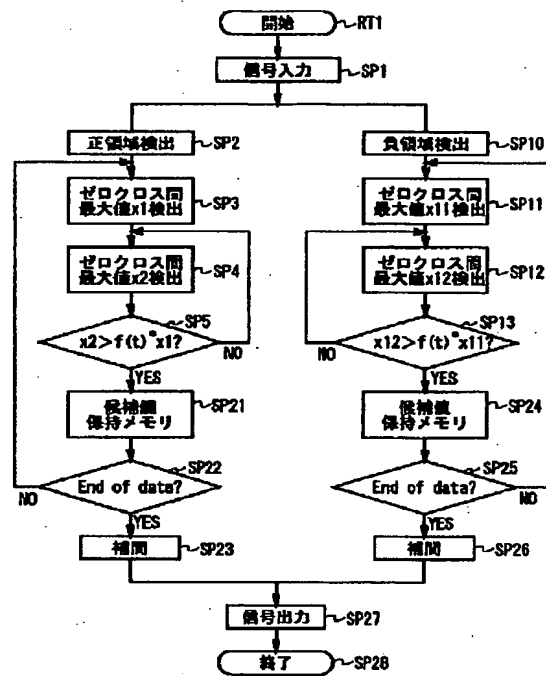 開始
RT1
信号入力
SP1
正領域検出
SP2
負領域検出
SP10
ゼロクロス間
最大値x1検出
SP3
ゼロクロス間
最大値x11検出
SP11
ゼロクロス間
最大値x2検出
SP4
ゼロクロス間
最大値x12検出
SP12
SP5
x2>f(t)*x1?
NO
SP13
x12>f(t)*x11?
NO
YES
YES
候補値
保持メモリ
SP21
候補値
保持メモリ
SP24
SP22
End of data?
NO
SP25
End of data?
NO
YES
YES
補間
SP23
補間
SP26
信号出力
SP27
終了
SP28